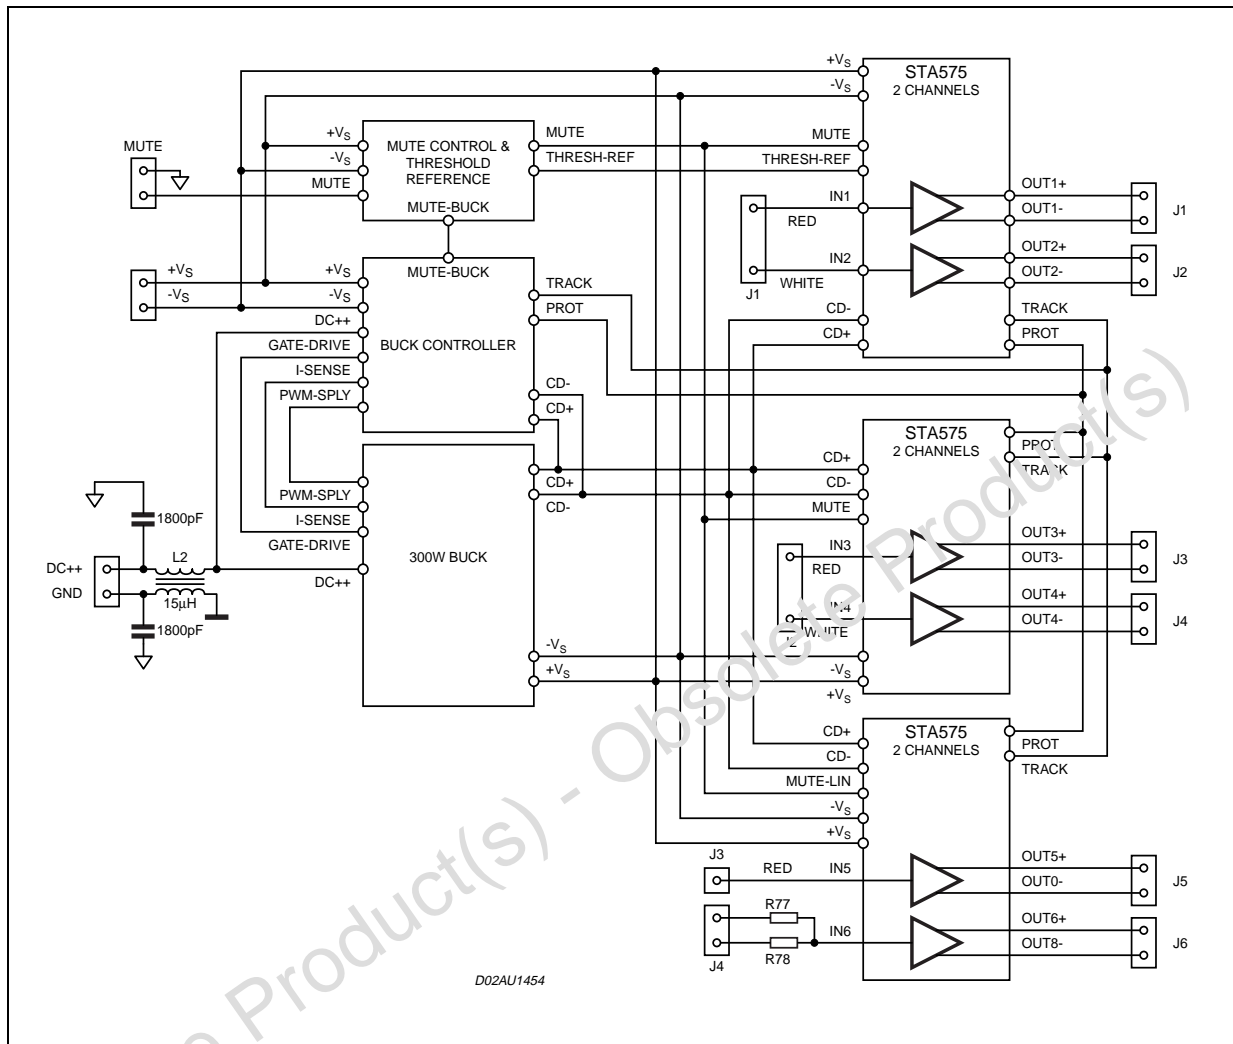 +VS
-VS
STA575
2 CHANNELS
MUTE
THRESH-REF
IN1
IN2
CD-
CD+
OUT1+
OUT1-
J1
OUT2+
OUT2-
J2
TRACK
PROT
MUTE
+VS
-VS
MUTE
MUTE CONTROL &
THRESHOLD
REFERENCE
MUTE-BUCK
MUTE
THRESH-REF
RED
WHITE
J1
+VS
-VS
+VS
-VS
DC++
GATE-DRIVE
I-SENSE
PWM-SPLY
MUTE-BUCK
BUCK CONTROLLER
TRACK
PROT
CD-
CD+
CD+
CD-
PWM-SPLY
I-SENSE
GATE-DRIVE
DC++
300W BUCK
-VS
+VS
1800pF
L2
15µH
1800pF
DC++
GND
STA575
2 CHANNELS
CD+
CD-
MUTE
PROT
TRACK
IN3
RED
IN4
WHITE
J2
-VS
+VS
OUT3+
OUT3-
J3
OUT4+
OUT4-
J4
STA575
2 CHANNELS
CD+
CD-
MUTE-LIN
-VS
+VS
PROT
TRACK
J3
RED
IN5
R77
R78
IN6
J4
OUT5+
OUT0-
J5
OUT6+
OUT8-
J6
D02AU1454
e Product(s) - Obsolete Product(s)